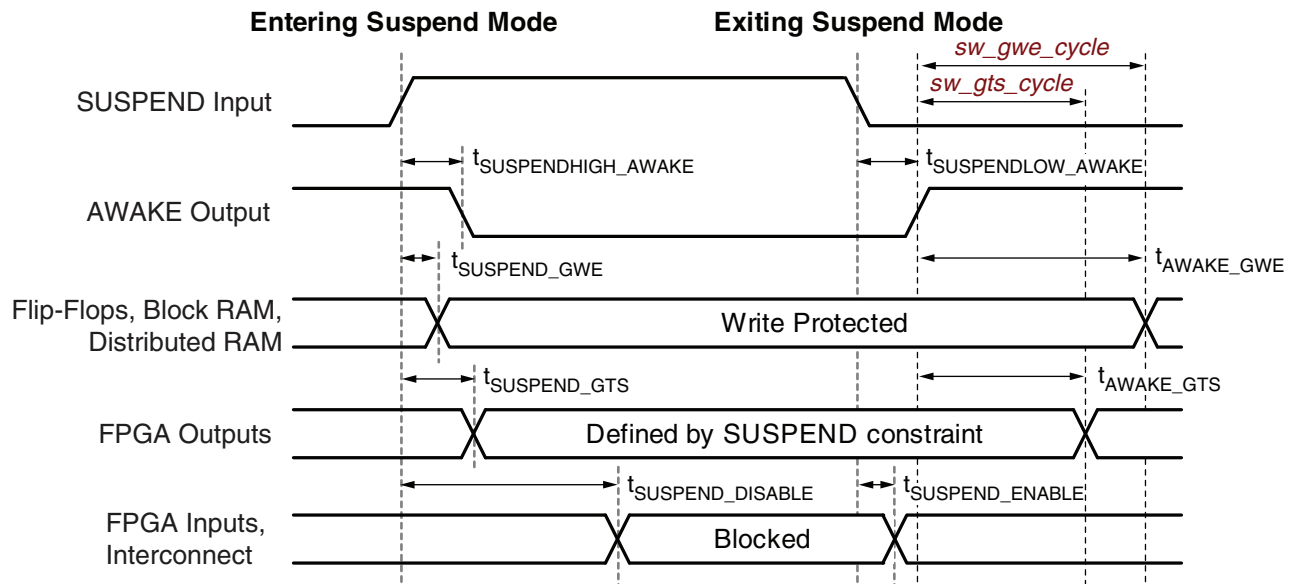 Entering Suspend Mode
Exiting Suspend Mode
sw_gwe_cycle
sw_gts_cycle
SUSPEND Input
tSUSPENDHIGH_AWAKE
tSUSPENDLOW_AWAKE
AWAKE Output
tSUSPEND_GWE
tAWAKE_GWE
Flip-Flops, Block RAM,
Distributed RAM
Write Protected
tSUSPEND_GTS
tAWAKE_GTS
FPGA Outputs
Defined by SUSPEND constraint
tSUSPEND_DISABLE
tSUSPEND_ENABLE
FPGA Inputs,
Interconnect
Blocked